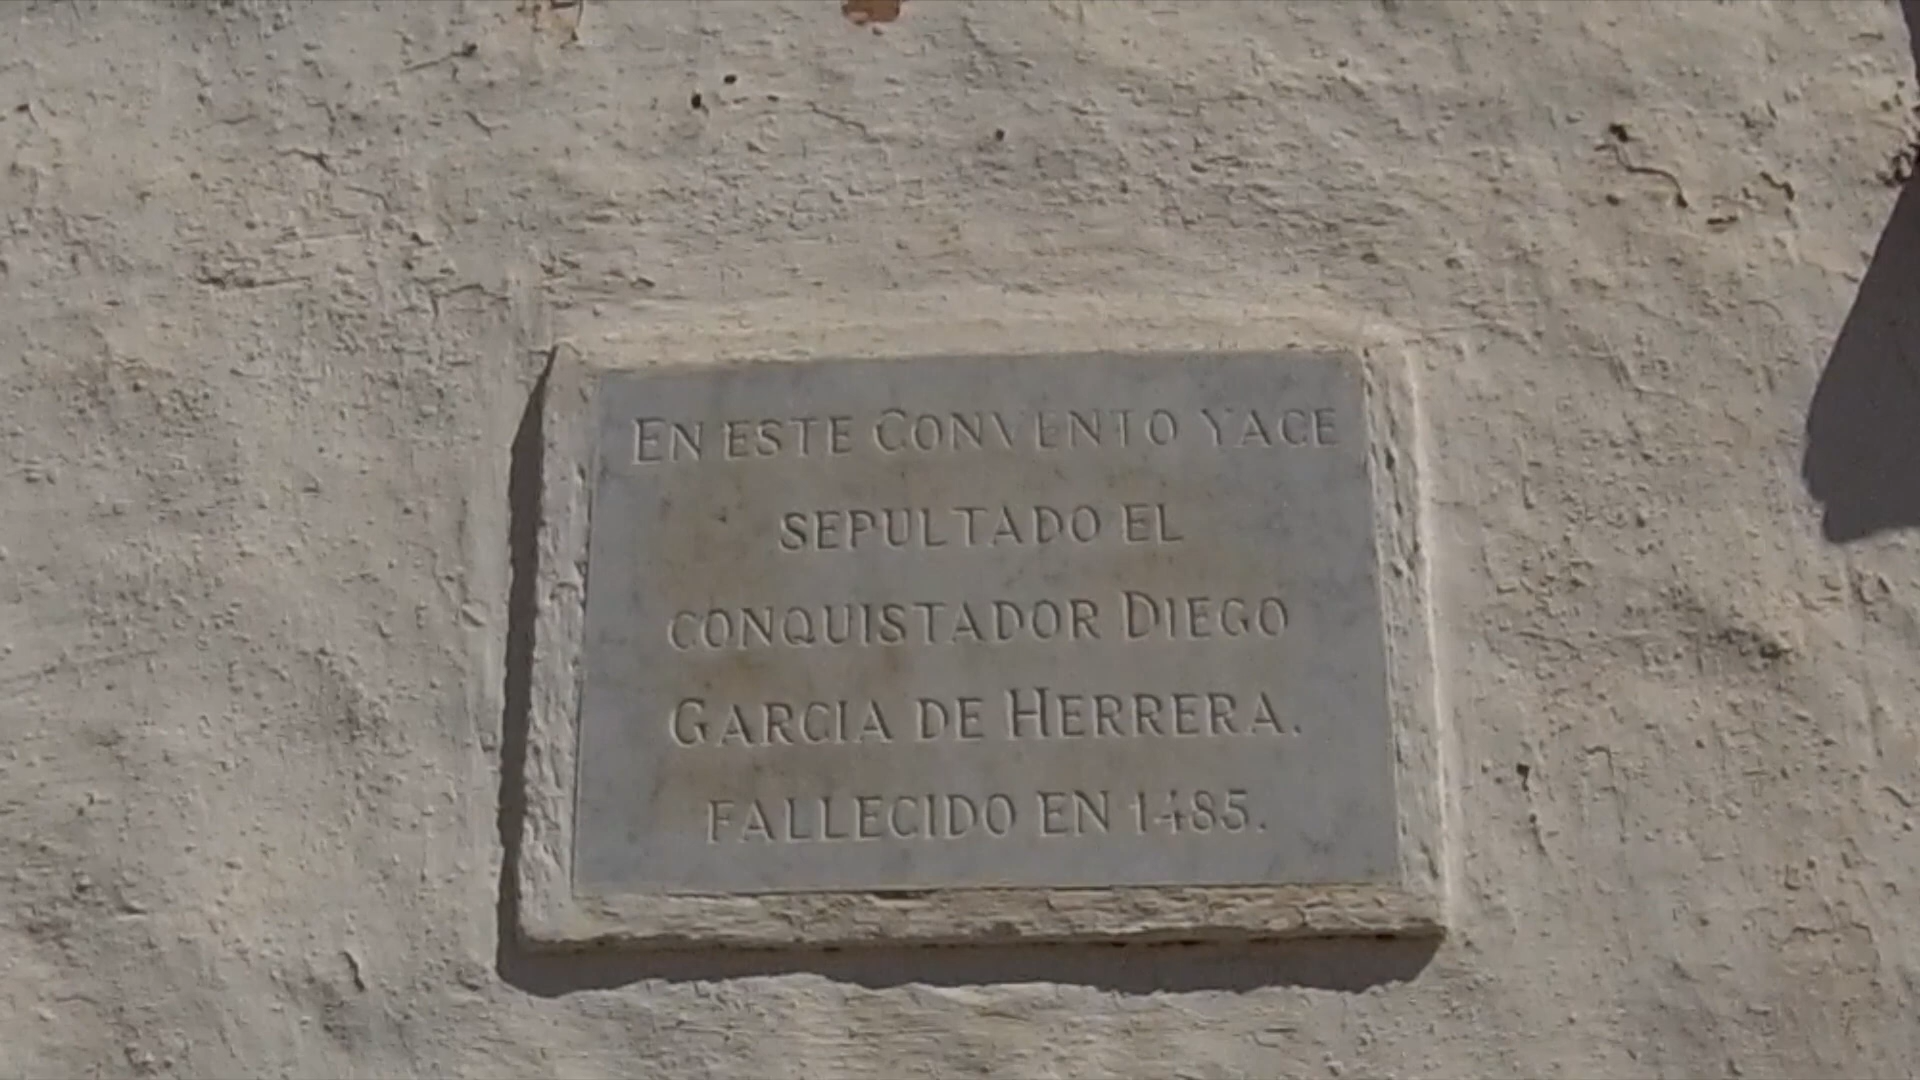 EN ESTE CONVENTO YACE
SEPULTADO EL
CONQUISTADOR DIEGO
GARCIA DE HERRERA.
FALLECIDO EN 1485.